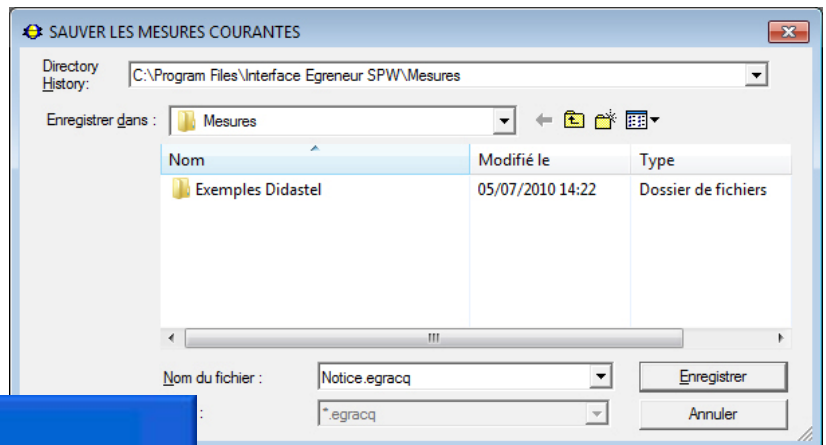 SAUVER LES MESURES COURANTES
Directory History: C:\Program Files\Interface Egreneur SPW\Mesures
Enregistrer dans : Mesures
Nom Modifié le Type
Exemples Didastel 05/07/2010 14:22 Dossier de fichiers
Nom du fichier : Notice.egracq Enregistrer
: *.egracq Annuler